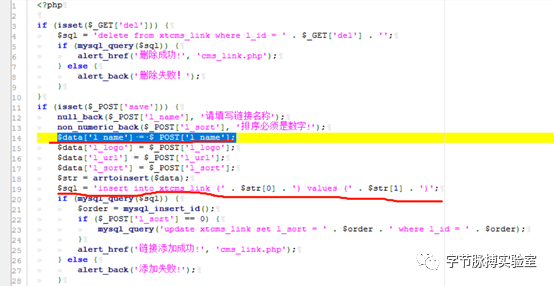 1 <?php
2
3 if (isset($_GET['del'])) {
4 $sql = 'delete from xtcms_link where l_id = ' . $_GET['del'] . '';
5 if (mysql_query($sql)) {
6 alert_href('删除成功!', 'cms_link.php');
7 } else {
8 alert_back('删除失败!');
9 }
10 }
11 if (isset($_POST['save'])) {
12 null_back($_POST['l_name'], '请填写链接名称');
13 non_numeric_back($_POST['l_sort'], '排序必须是数字!');
14 $data['l_name'] = $_POST['l_name'];
15 $data['l_logo'] = $_POST['l_logo'];
16 $data['l_url'] = $_POST['l_url'];
17 $data['l_sort'] = $_POST['l_sort'];
18 $str = arrtoinsert($data);
19 $sql = 'insert into xtcms_link (' . $str[0] . ') values (' . $str[1] . ')';
20 if (mysql_query($sql)) {
21 $order = mysql_insert_id();
22 if ($_POST['l_sort'] == 0) {
23 mysql_query('update xtcms_link set l_sort = ' . $order . ' where l_id = ' . $order);
24 }
25 alert_href('链接添加成功!', 'cms_link.php');
26 } else {
27 alert_back('添加失败!');
28 }
字节脉搏实验室